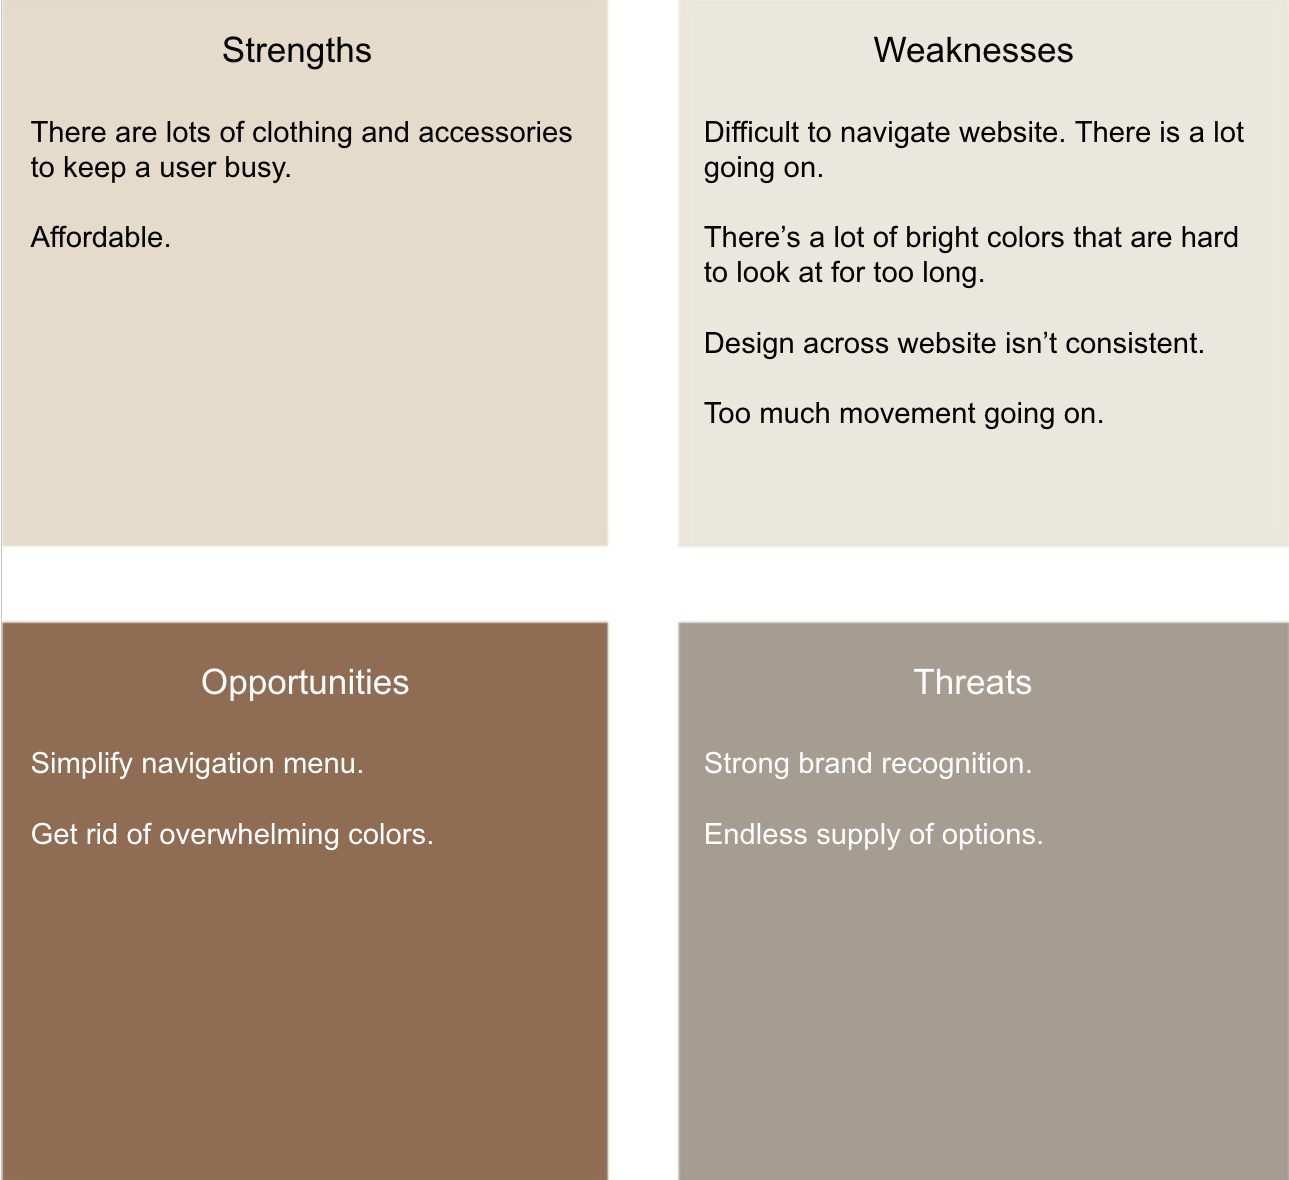 Strengths
There are lots of clothing and accessories
to keep a user busy.
Affordable.
Weaknesses
Difficult to navigate website. There is a lot
going on.
There’s a lot of bright colors that are hard
to look at for too long.
Design across website isn’t consistent.
Too much movement going on.
Opportunities
Simplify navigation menu.
Get rid of overwhelming colors.
Threats
Strong brand recognition.
Endless supply of options.